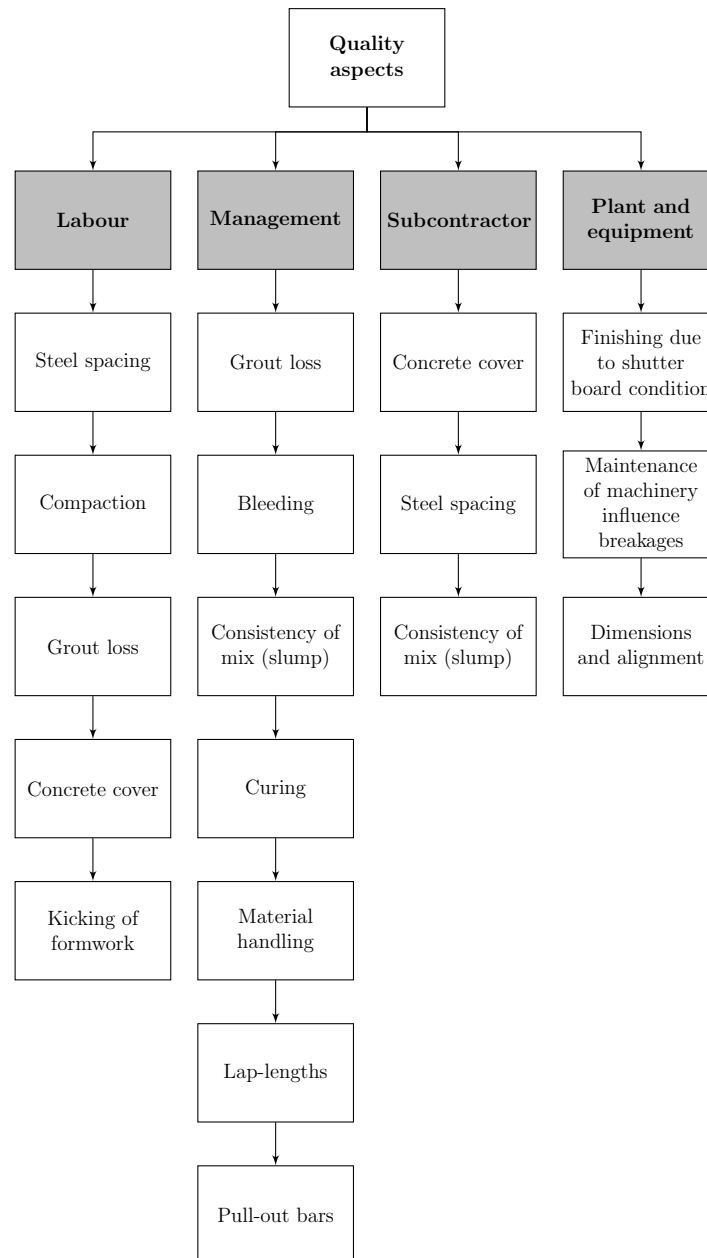 Quality
aspects
Labour
Management
Subcontractor
Plant and
equipment
Steel spacing
Grout loss
Concrete cover
Finishing due
to shutter
board condition
Compaction
Bleeding
Steel spacing
Maintenance
of machinery
influence
breakages
Grout loss
Consistency of
mix (slump)
Consistency of
mix (slump)
Dimensions
and alignment
Concrete cover
Curing
Kicking of
formwork
Material
handling
Lap-lengths
Pull-out bars